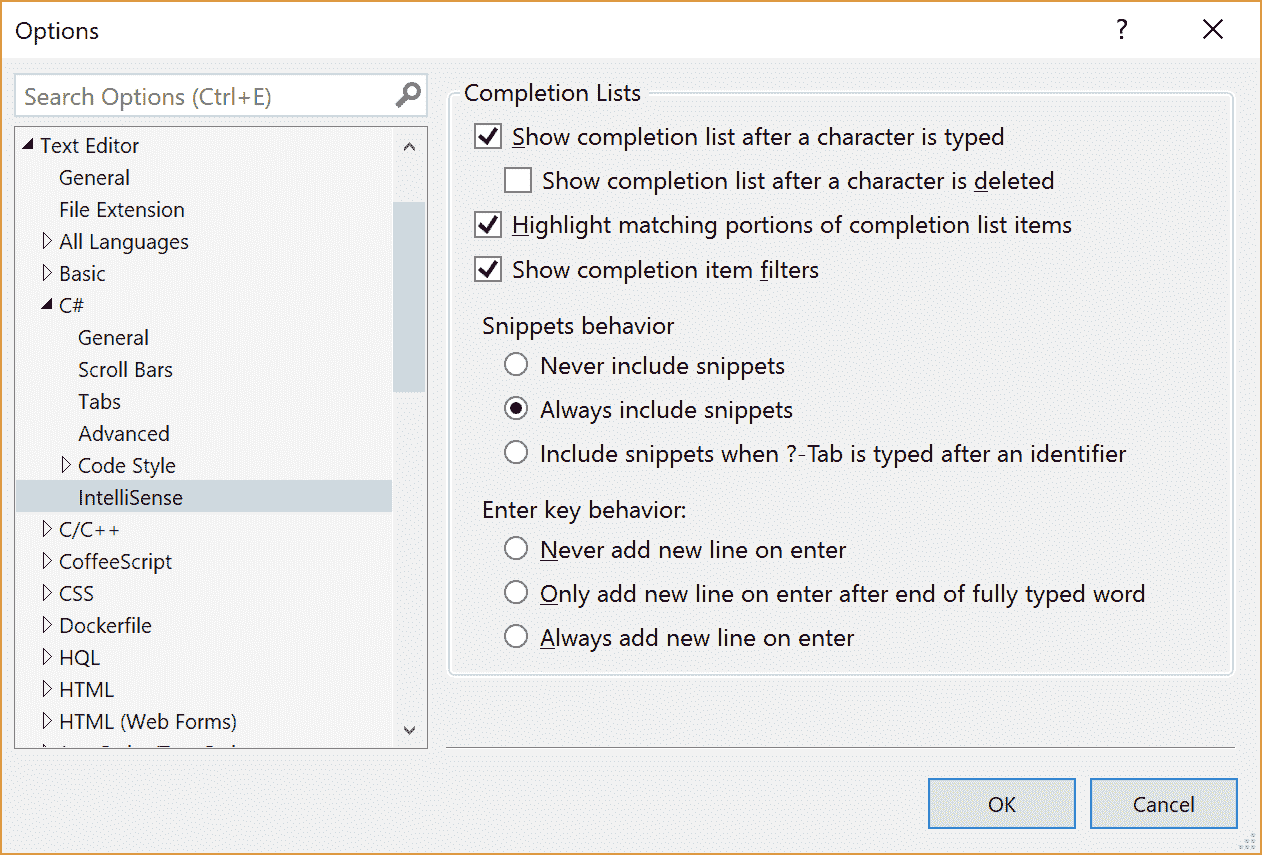 Options
?
Search Options (Ctrl+E)
Text Editor
General
File Extension
All Languages
Basic
C#
General
Scroll Bars
Tabs
Advanced
Code Style
IntelliSense
C/C++
CoffeeScript
CSS
Dockerfile
HQL
HTML
HTML (Web Forms)
Completion Lists
Show completion list after a character is typed
Show completion list after a character is deleted
Highlight matching portions of completion list items
Show completion item filters
Snippets behavior
Never include snippets
Always include snippets
Include snippets when ?-Tab is typed after an identifier
Enter key behavior:
Never add new line on enter
Only add new line on enter after end of fully typed word
Always add new line on enter
OK
Cancel